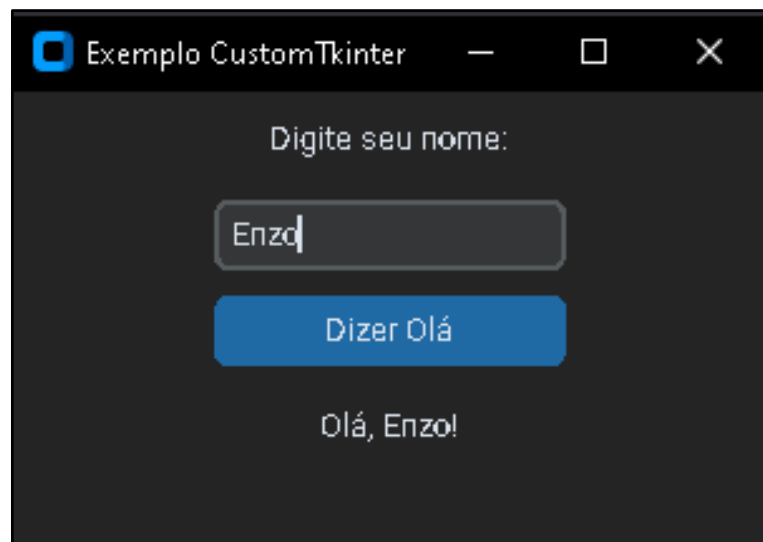 Exemplo CustomTkinter
Digite seu nome:
Enzo
Dizer Olá
Olá, Enzo!